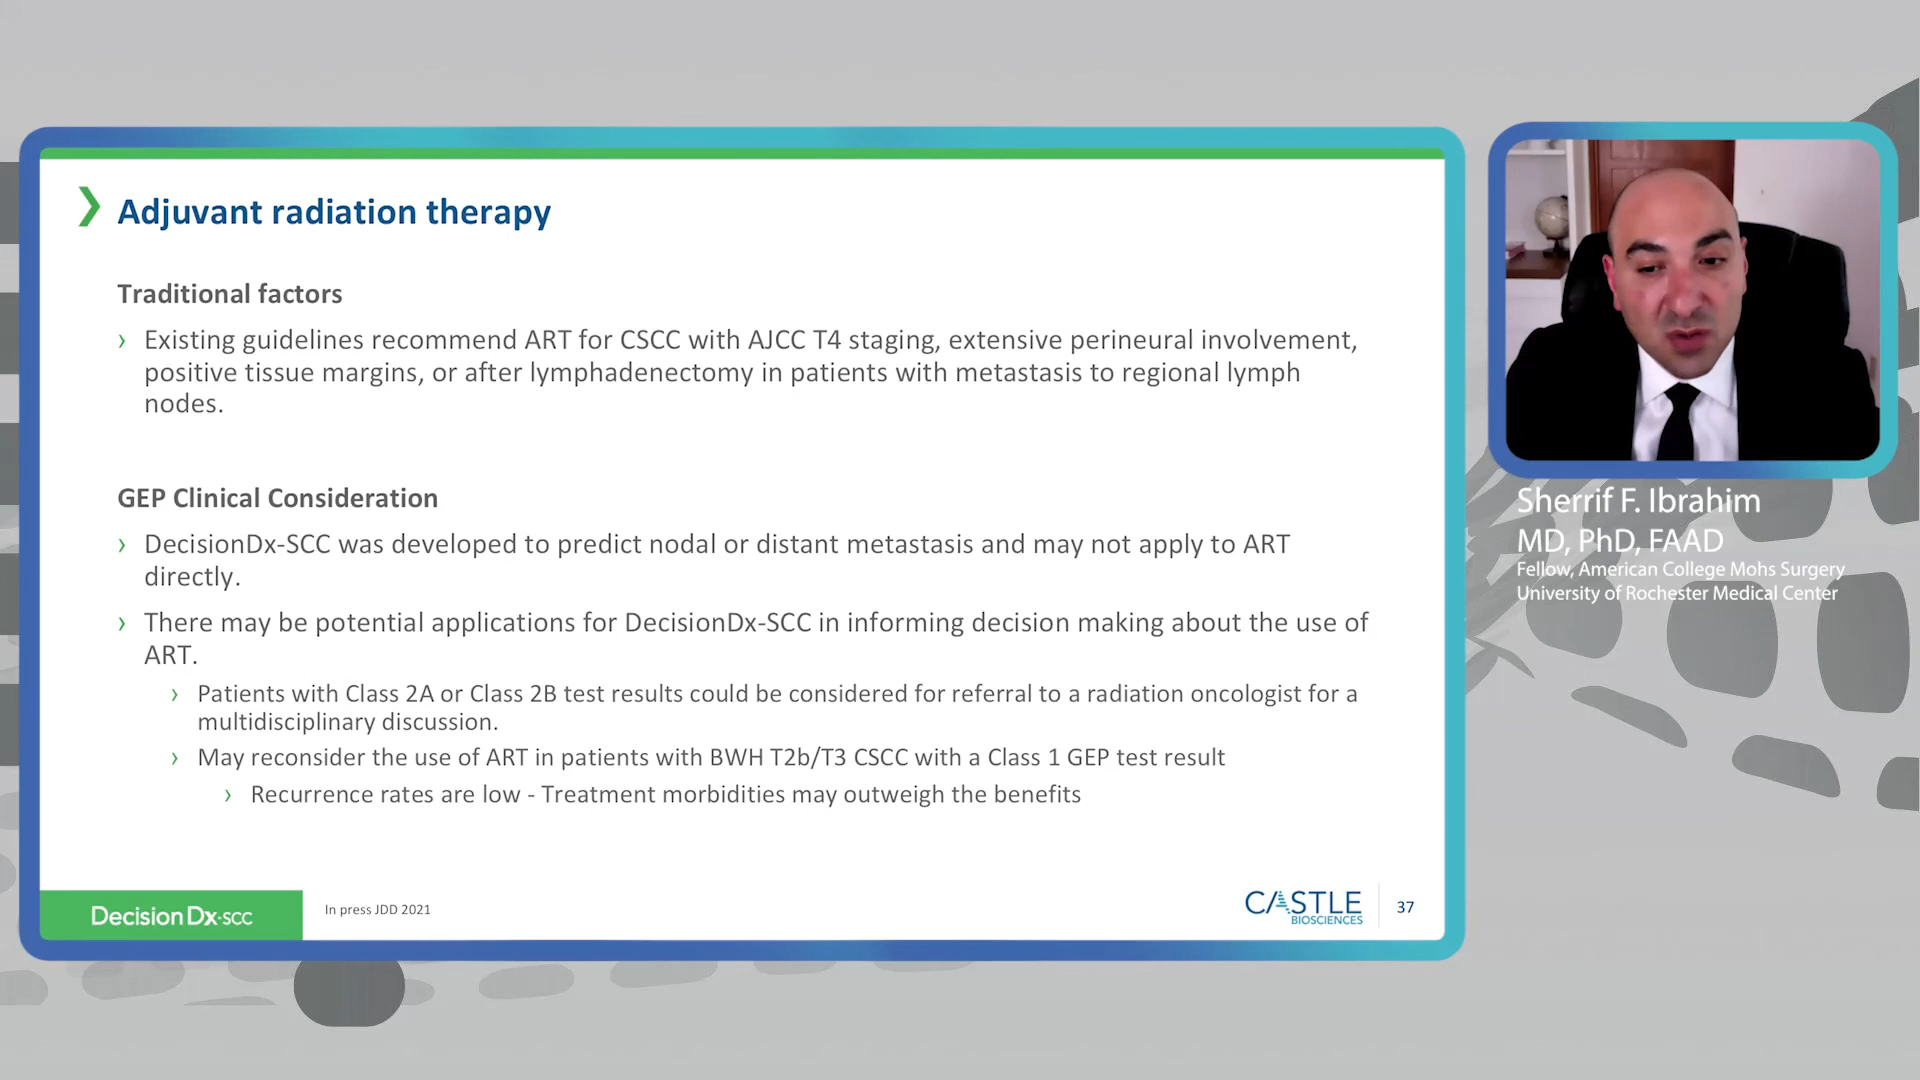 Adjuvant radiation therapy
Traditional factors
› Existing guidelines recommend ART for CSCC with AJCC T4 staging, extensive perineural involvement,
positive tissue margins, or after lymphadenectomy in patients with metastasis to regional lymph
nodes.
GEP Clinical Consideration
› DecisionDx-SCC was developed to predict nodal or distant metastasis and may not apply to ART
directly.
› There may be potential applications for DecisionDx-SCC in informing decision making about the use of
ART.
› Patients with Class 2A or Class 2B test results could be considered for referral to a radiation oncologist for a
multidisciplinary discussion.
› May reconsider the use of ART in patients with BWH T2b/T3 CSCC with a Class 1 GEP test result
› Recurrence rates are low - Treatment morbidities may outweigh the benefits
DecisionDx·SCC
In press JDD 2021
CASTLE
BIOSCIENCES
37
Sherrif F. Ibrahim
MD, PhD, FAAD
Fellow, American College Mohs Surgery
University of Rochester Medical Center